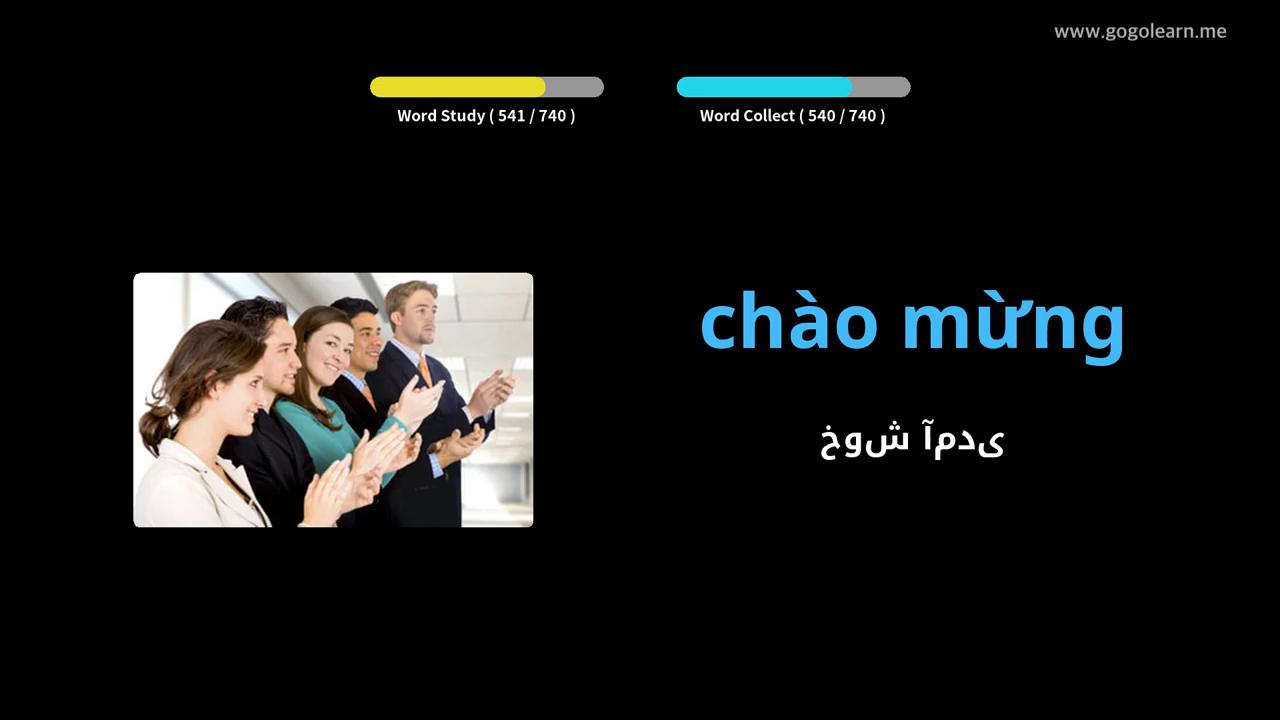 www.gogolearn.me
Word Study ( 541 / 740 )
Word Collect ( 540 / 740 )
chào mừng
خوش آمدی